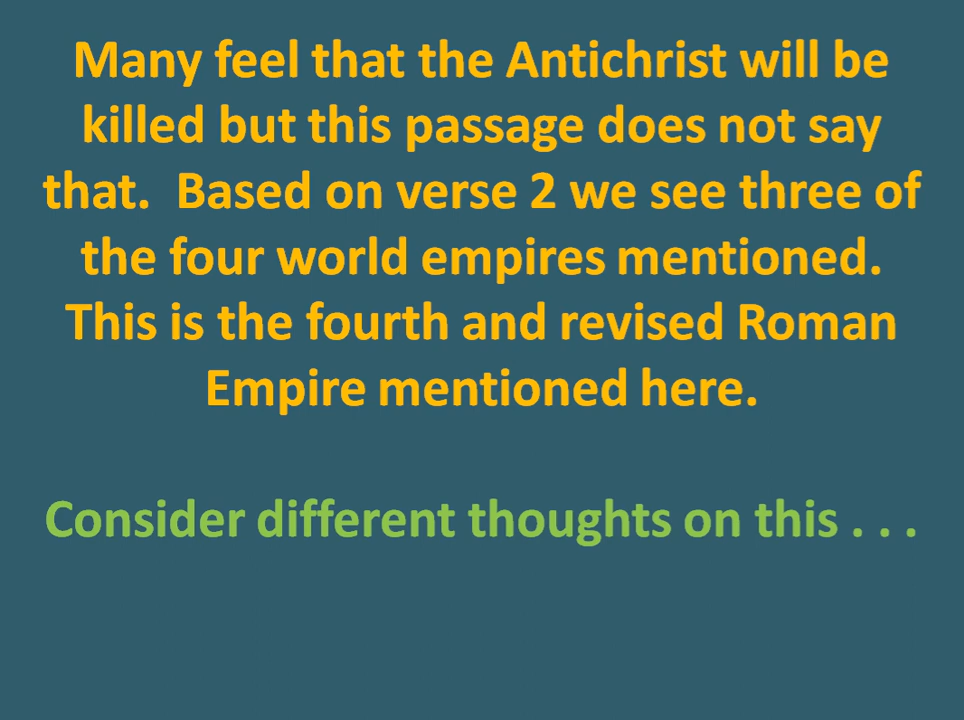 Many feel that the Antichrist will be
killed but this passage does not say
that.  Based on verse 2 we see three of
the four world empires mentioned.
This is the fourth and revised Roman
Empire mentioned here.
Consider different thoughts on this . . .